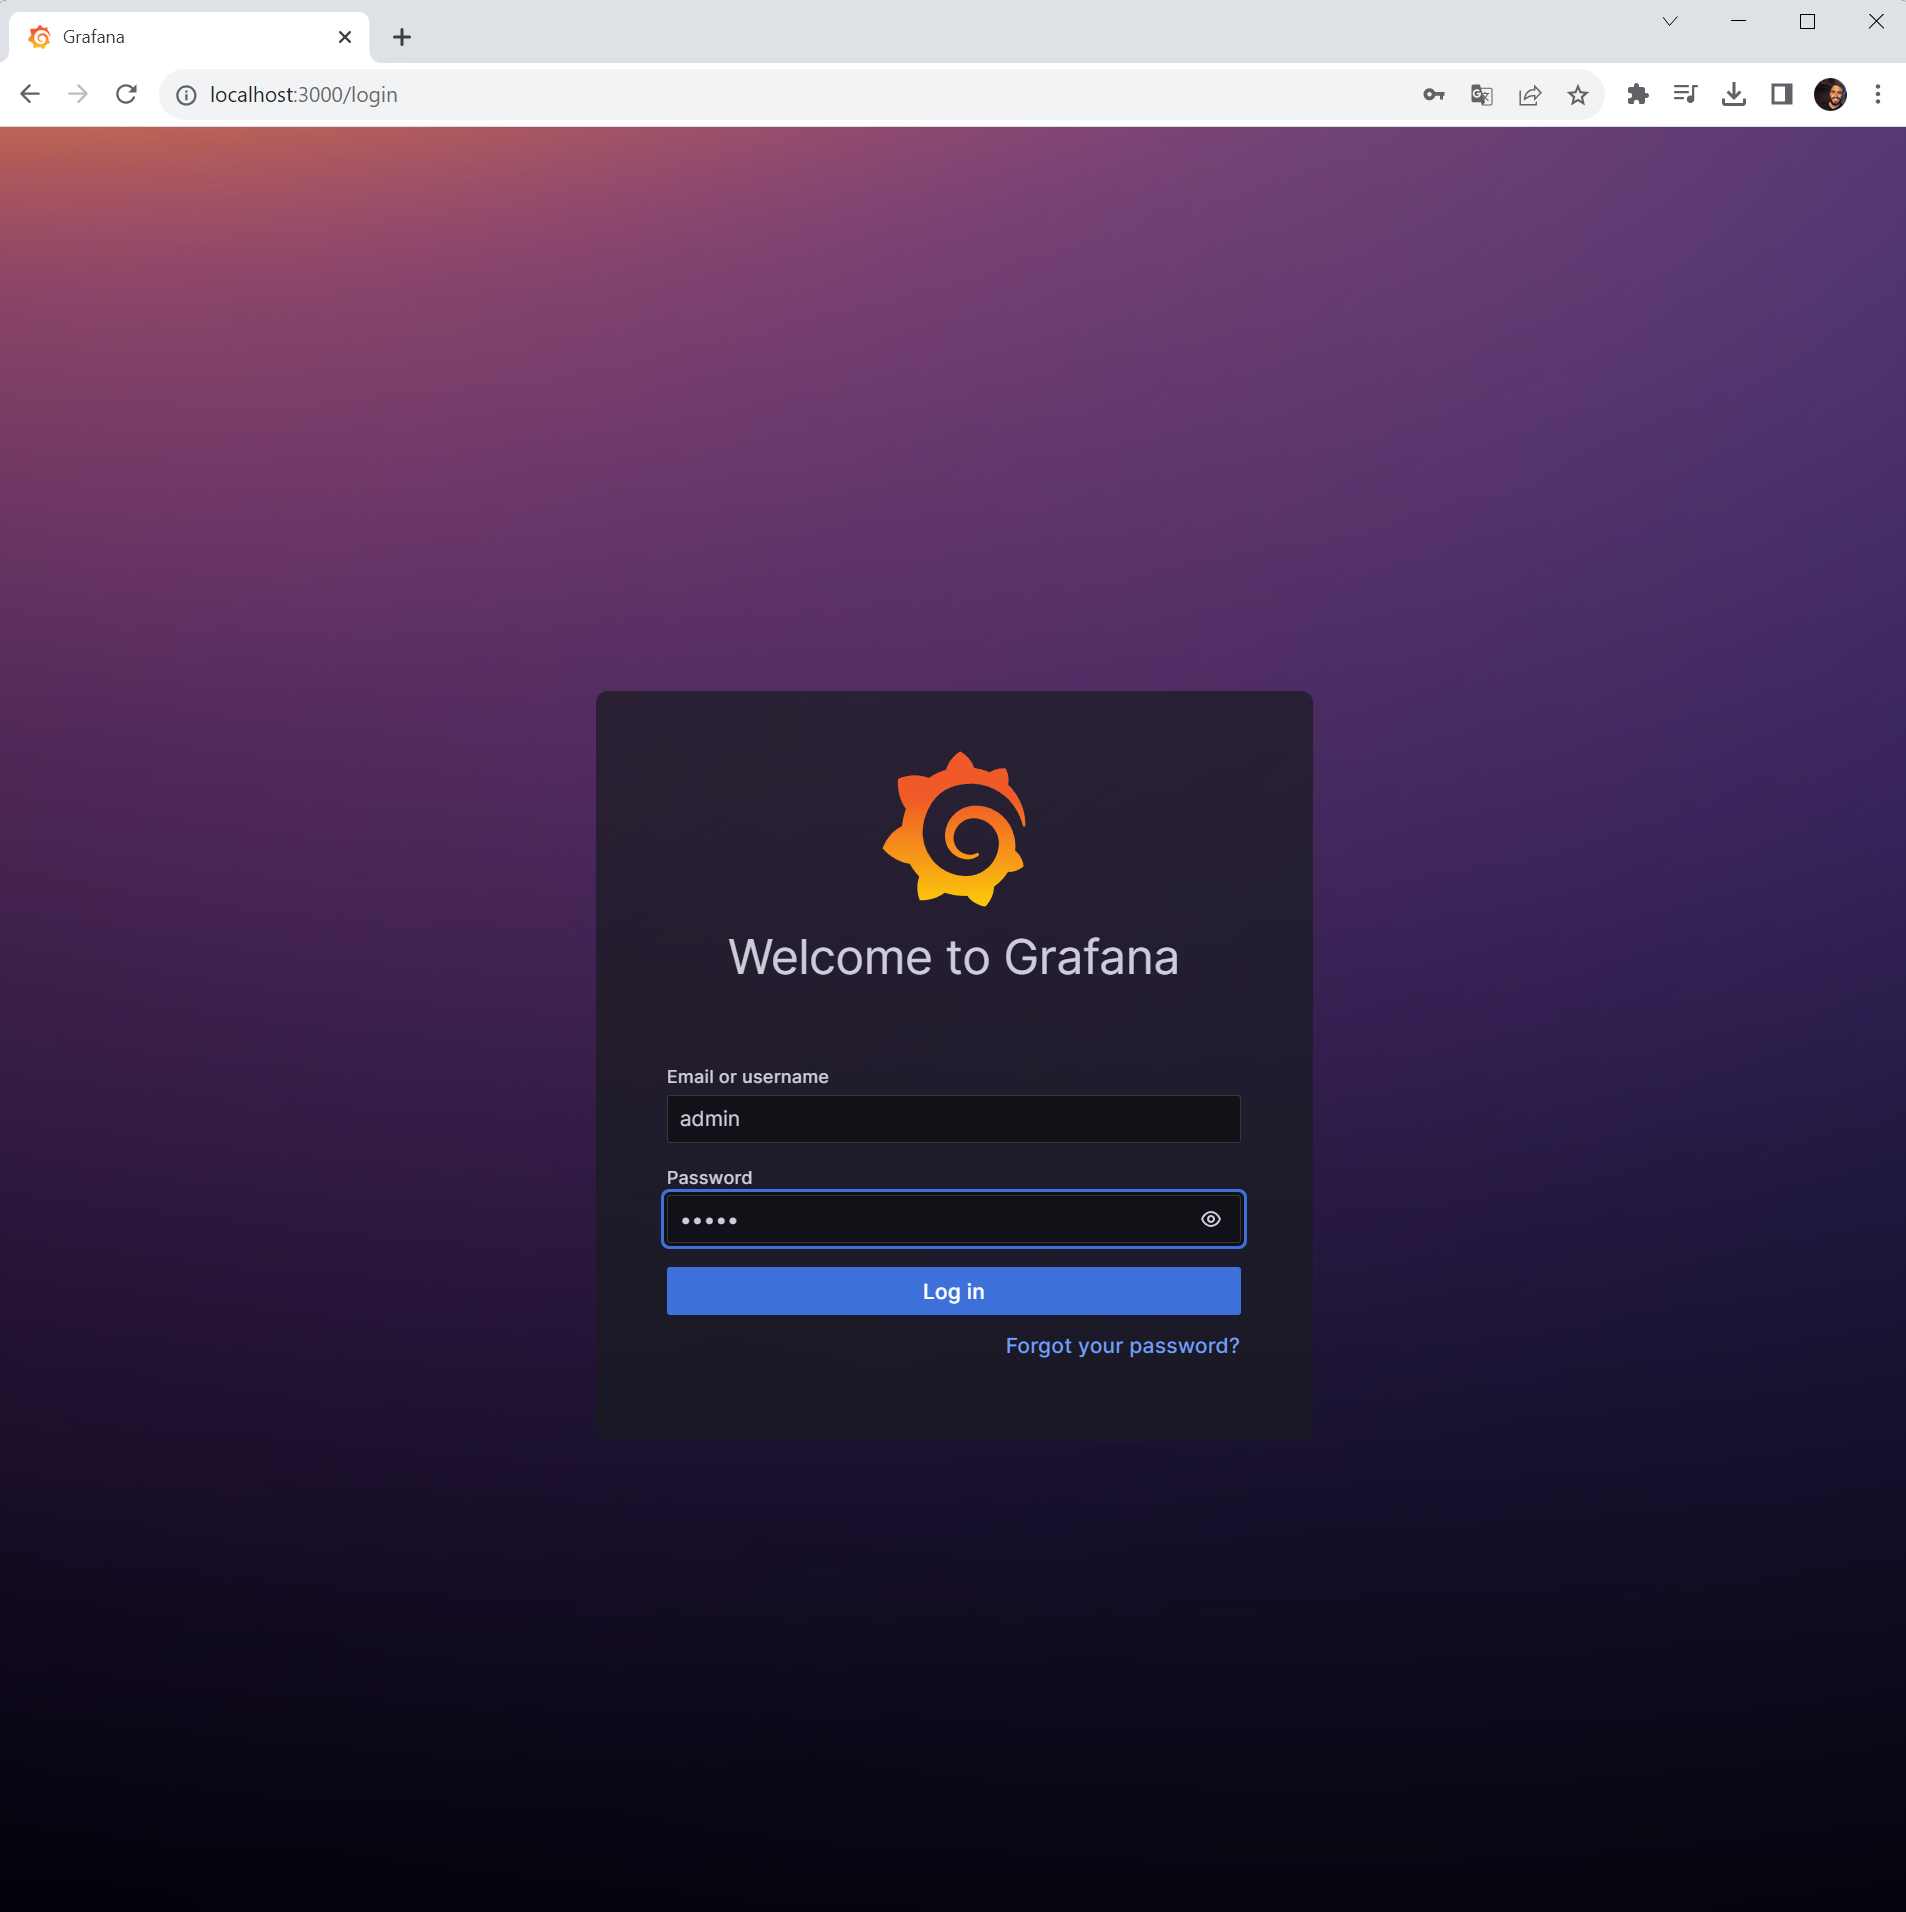 Grafana
localhost:3000/login
Welcome to Grafana
Email or username
admin
Password
•••••
Log in
Forgot your password?